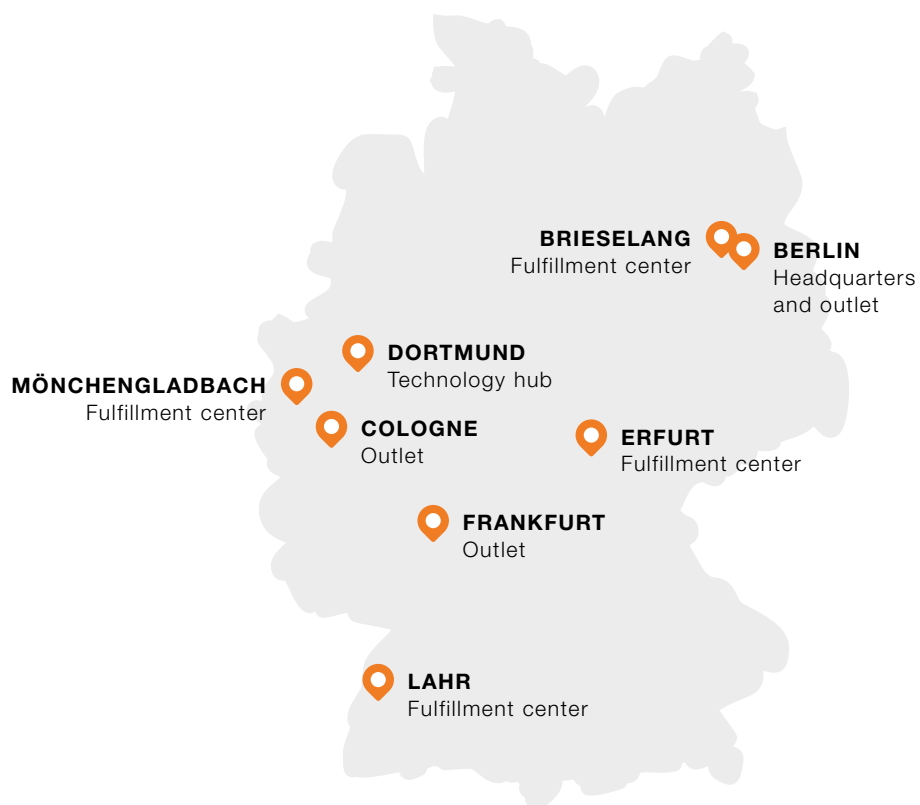 BRIESELANG
Fulfillment center
BERLIN
Headquarters
and outlet
DORTMUND
Technology hub
MÖNCHENGLADBACH
Fulfillment center
COLOGNE
Outlet
ERFURT
Fulfillment center
FRANKFURT
Outlet
LAHR
Fulfillment center